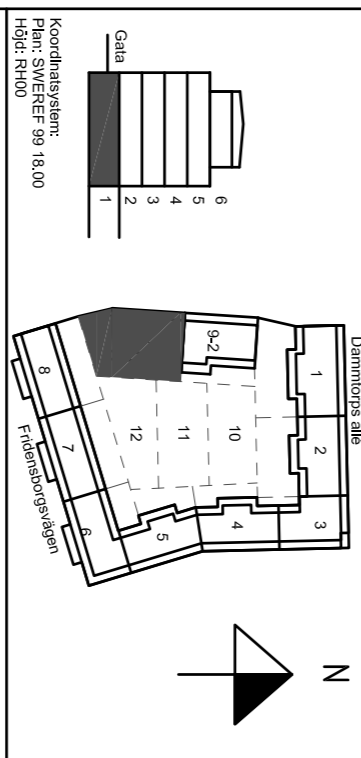 Gata
1
2
3
4
5
6
Koordinatsystem:
Plan: SWEREF 99 18.00
Höjd: RH00
Dammtorps alle
1
2
3
4
5
6
7
8
9-2
10
11
12
Fridensborgsvägen
N